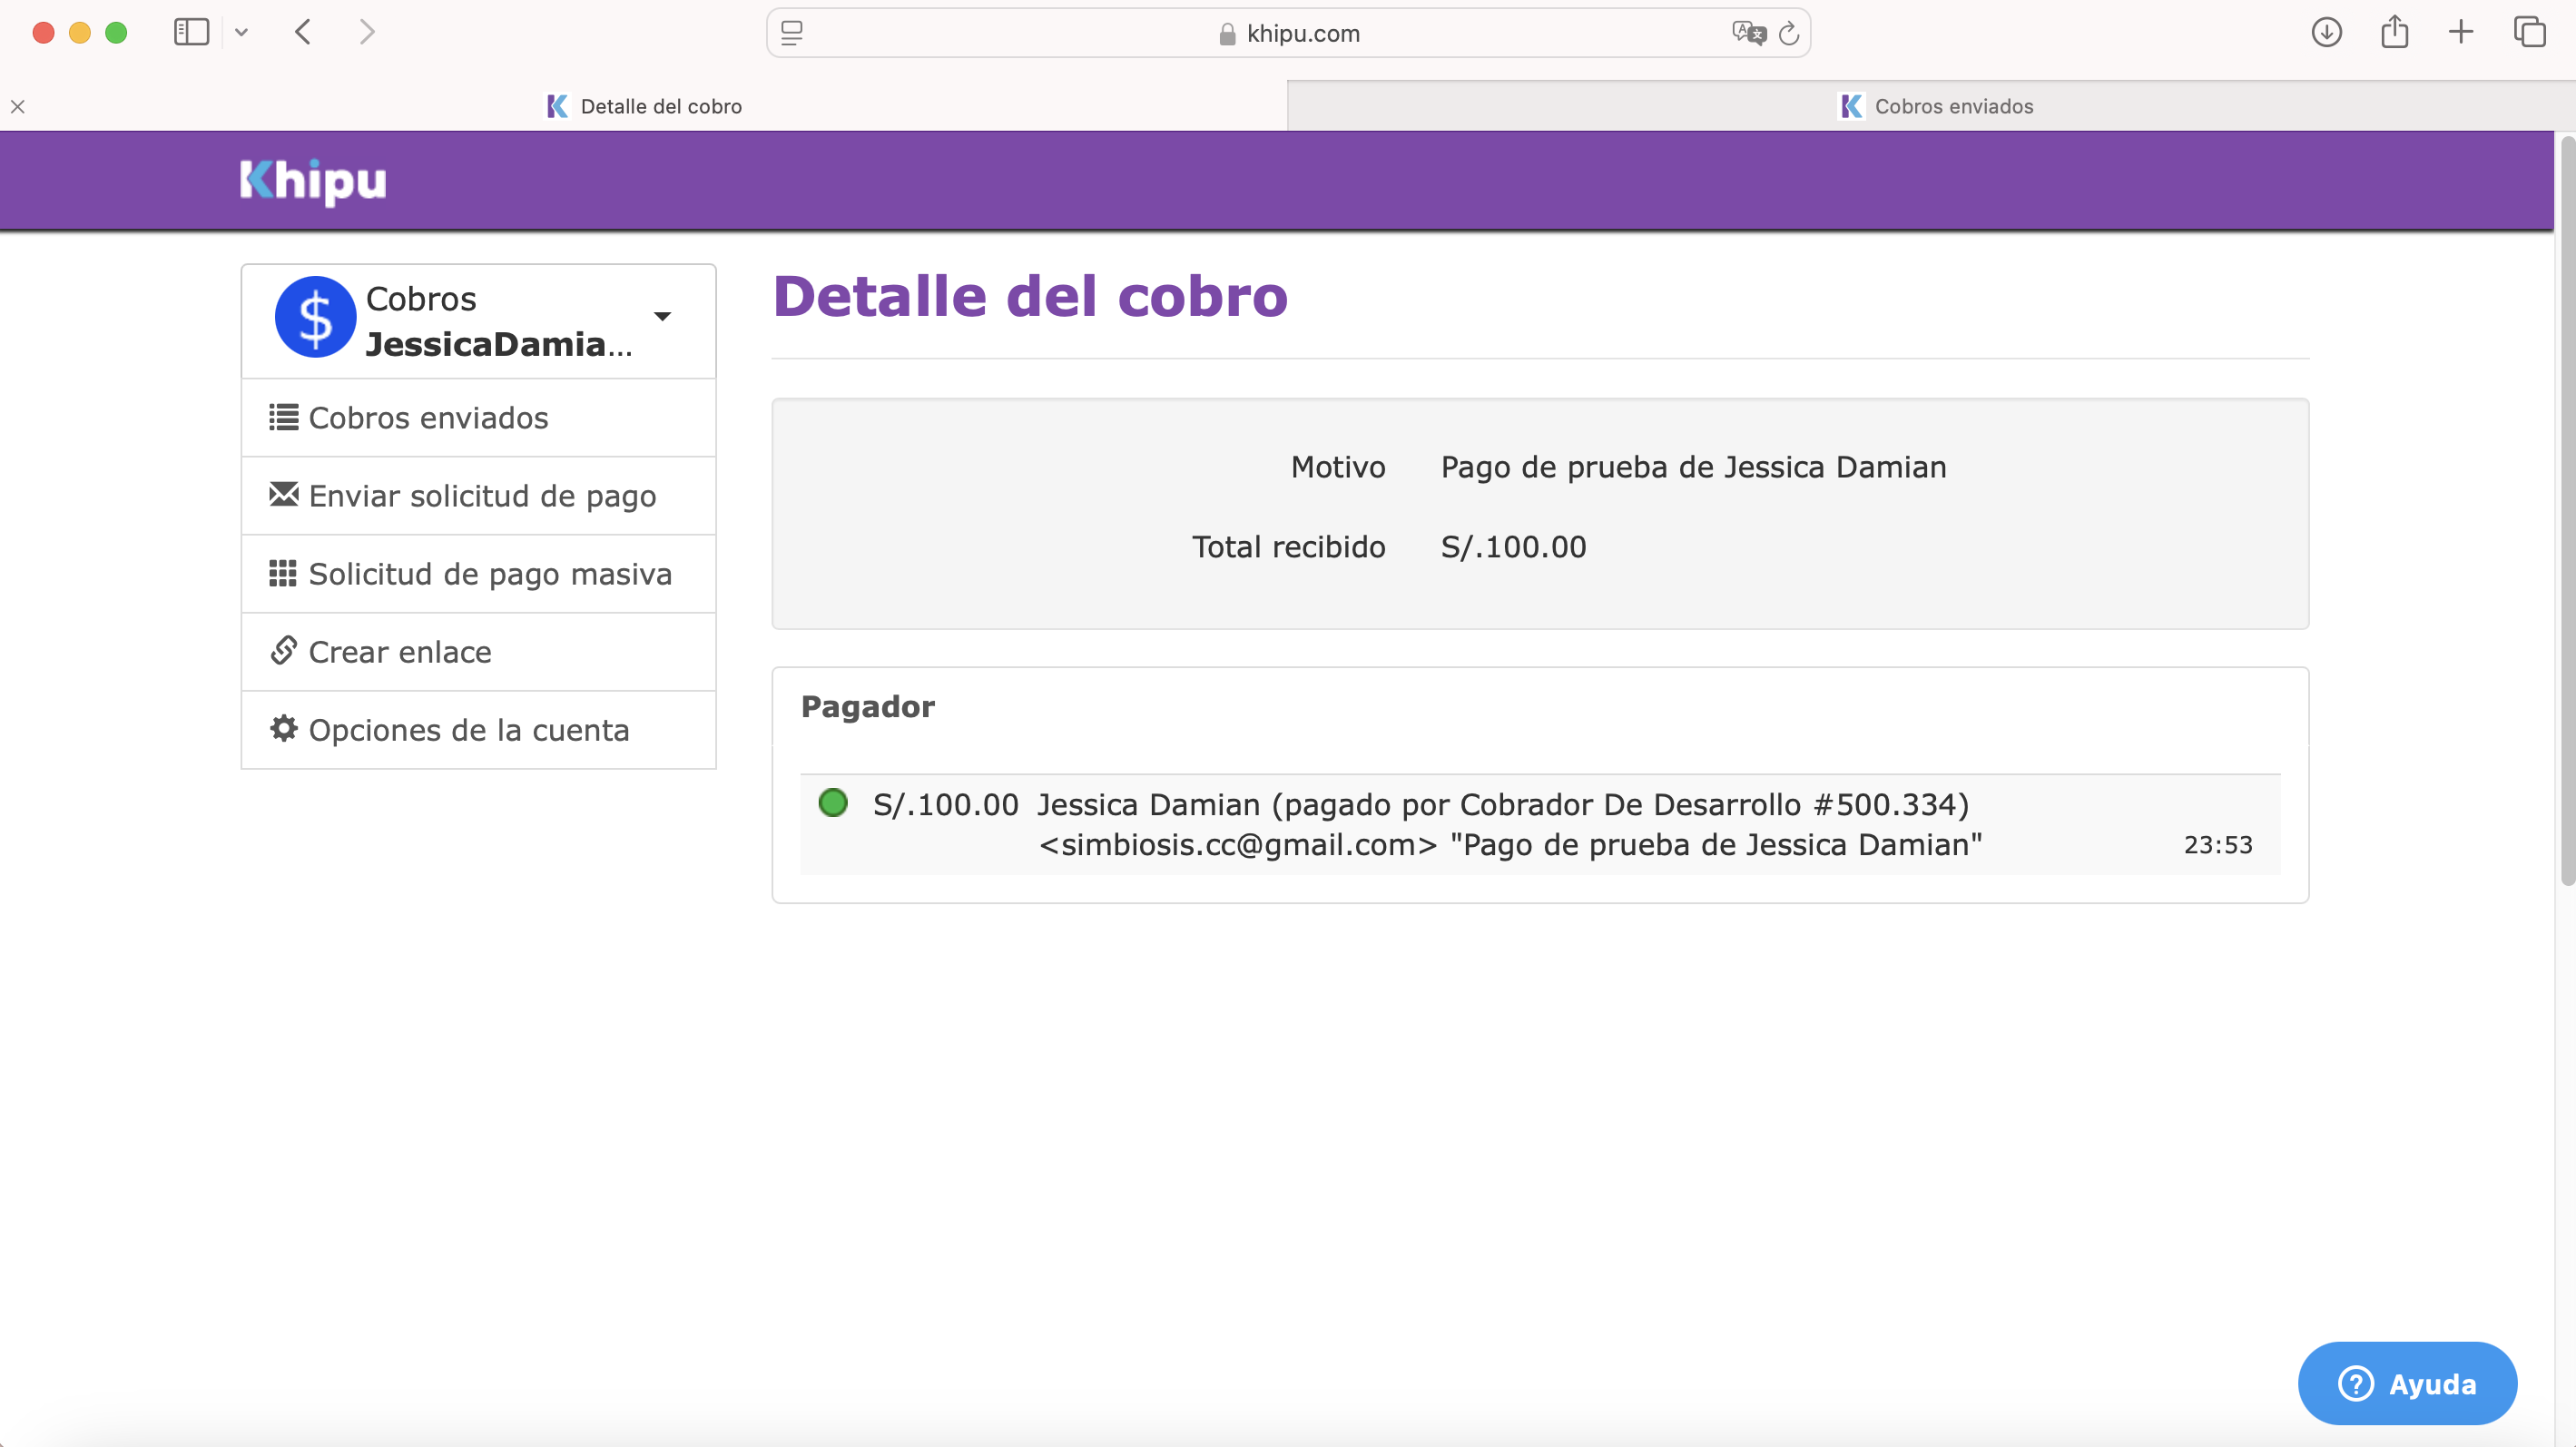 khipu.com
Detalle del cobro
Cobros enviados
Khipu
Cobros
JessicaDamia...
Cobros enviados
Enviar solicitud de pago
Solicitud de pago masiva
Crear enlace
Opciones de la cuenta
Detalle del cobro
Motivo Pago de prueba de Jessica Damian
Total recibido S/.100.00
Pagador
S/.100.00 Jessica Damian (pagado por Cobrador De Desarrollo #500.334)
<simbiosis.cc@gmail.com> "Pago de prueba de Jessica Damian" 23:53
Ayuda